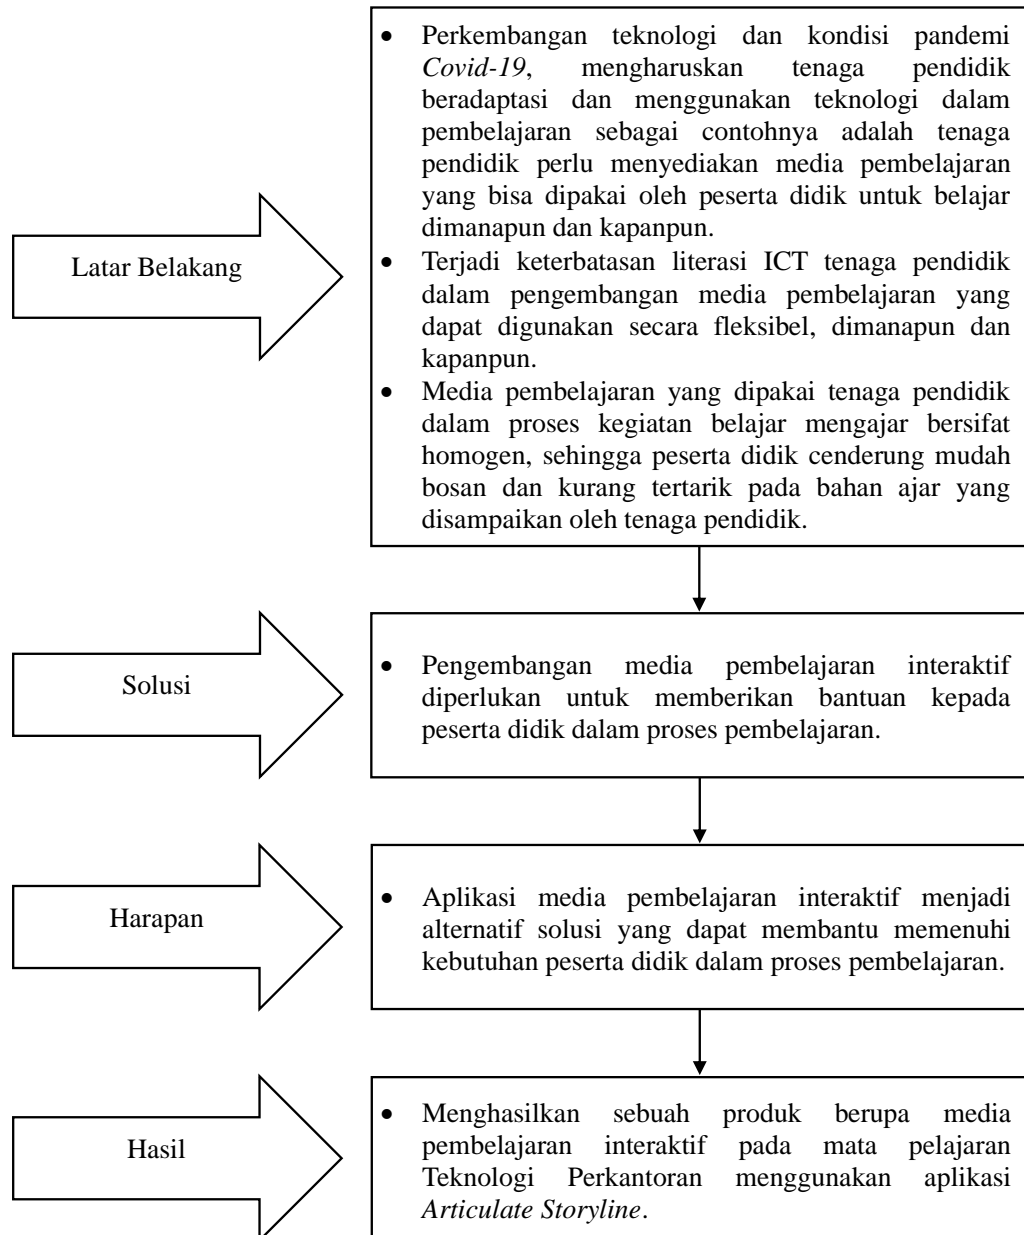 • Perkembangan teknologi dan kondisi pandemi
Covid-19, mengharuskan tenaga pendidik
beradaptasi dan menggunakan teknologi dalam
pembelajaran sebagai contohnya adalah tenaga
pendidik perlu menyediakan media pembelajaran
yang bisa dipakai oleh peserta didik untuk belajar
dimanapun dan kapanpun.
Latar Belakang
• Terjadi keterbatasan literasi ICT tenaga pendidik
dalam pengembangan media pembelajaran yang
dapat digunakan secara fleksibel, dimanapun dan
kapanpun.
• Media pembelajaran yang dipakai tenaga pendidik
dalam proses kegiatan belajar mengajar bersifat
homogen, sehingga peserta didik cenderung mudah
bosan dan kurang tertarik pada bahan ajar yang
disampaikan oleh tenaga pendidik.
Solusi
• Pengembangan media pembelajaran interaktif
diperlukan untuk memberikan bantuan kepada
peserta didik dalam proses pembelajaran.
Harapan
• Aplikasi media pembelajaran interaktif menjadi
alternatif solusi yang dapat membantu memenuhi
kebutuhan peserta didik dalam proses pembelajaran.
Hasil
• Menghasilkan sebuah produk berupa media
pembelajaran interaktif pada mata pelajaran
Teknologi Perkantoran menggunakan aplikasi
Articulate Storyline.